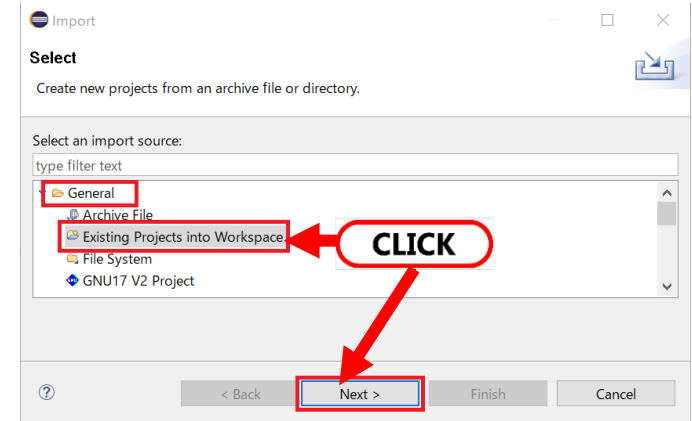 Import
Select
Create new projects from an archive file or directory.
Select an import source:
type filter text
General
Archive File
Existing Projects into Workspace
CLICK
File System
GNU17 V2 Project
< Back
Next >
Finish
Cancel